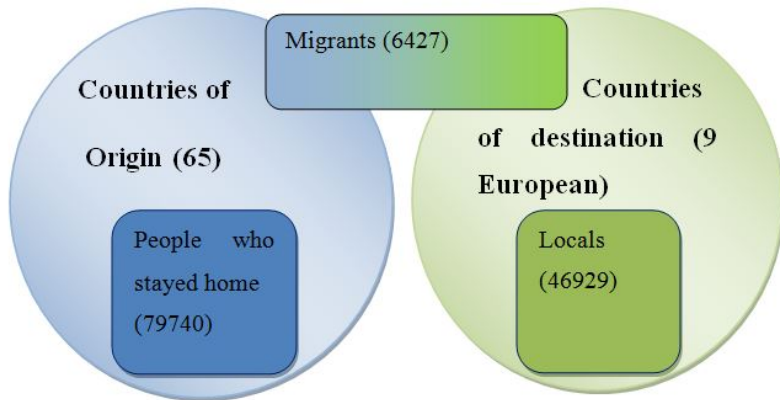 Migrants (6427)
Countries of
Origin (65)
People who
stayed home
(79740)
Countries
of destination (9
European)
Locals
(46929)